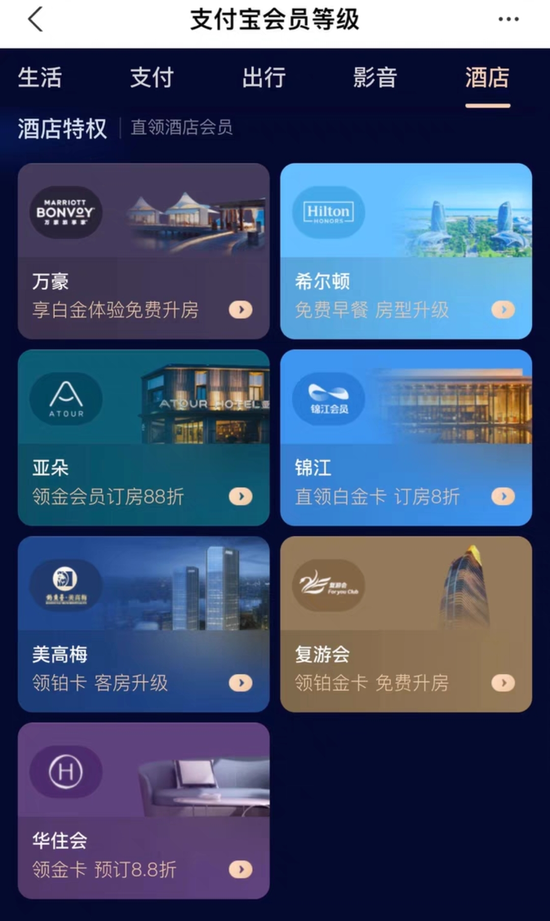 支付宝会员等级
生活 支付 出行 影音 酒店
酒店特权 直领酒店会员
MARRIOTT
BONVOY
万豪旅享家
万豪
享白金体验免费升房
Hilton
HONORS
希尔顿
免费早餐 房型升级
ATOUR
ATOUR HOTEL
亚朵
领金会员订房88折
锦江会员
锦江
直领白金卡 订房8折
美高梅
领铂卡 客房升级
复游会
Foryou Club
复游会
领铂金卡 免费升房
H
华住会
领金卡 预订8.8折